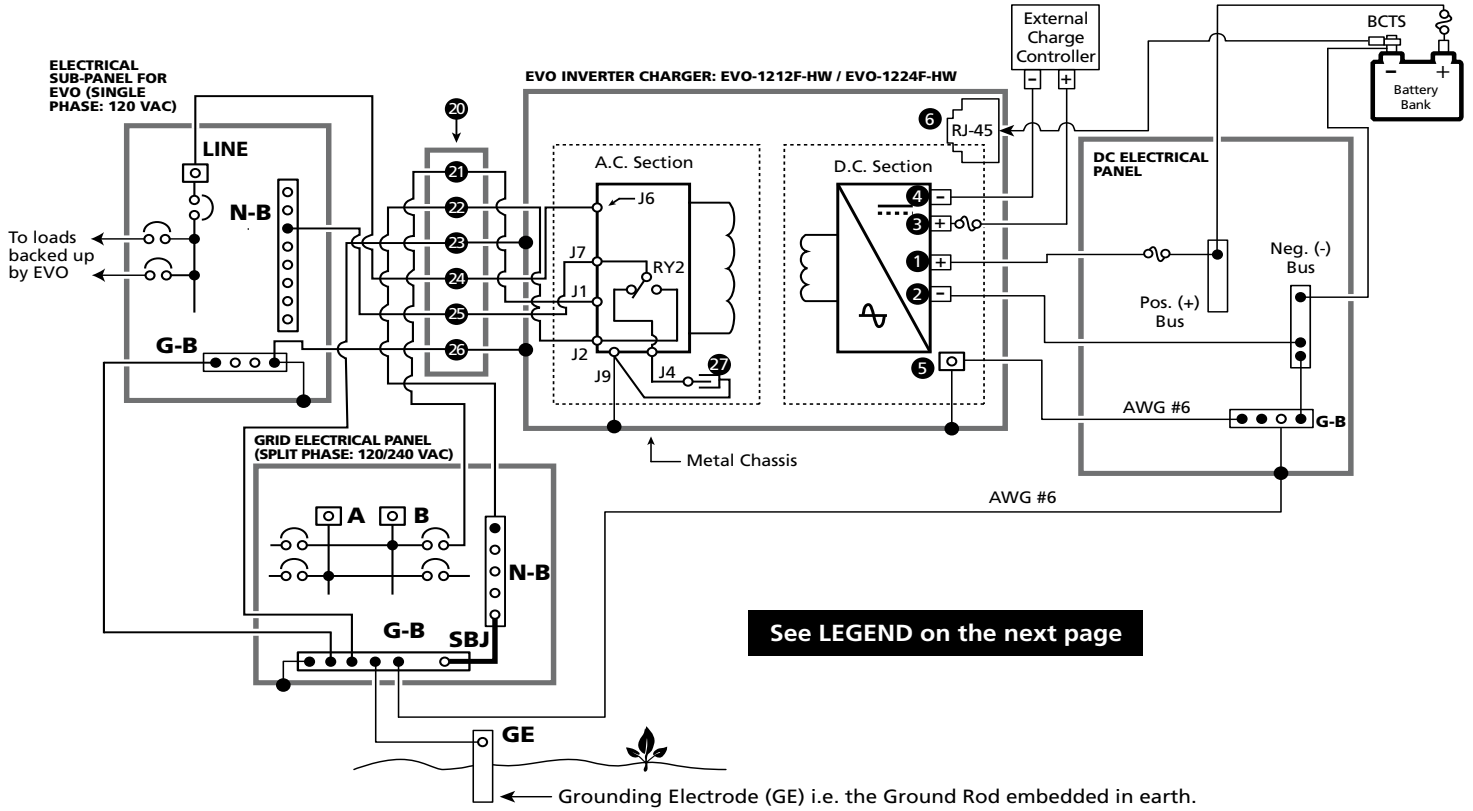 External
Charge
Controller
- +
BCTS
- +
Battery
Bank
ELECTRICAL
SUB-PANEL FOR
EVO (SINGLE
PHASE: 120 VAC)
EVO INVERTER CHARGER: EVO-1212F-HW / EVO-1224F-HW
20
6
RJ-45
LINE
N-B
To loads
backed up
by EVO
G-B
21
22
23
24
25
26
A.C. Section
J6
J7
RY2
J1
J2
J9
J4
27
D.C. Section
4 -
3 +
1 +
2 -
5
DC ELECTRICAL
PANEL
Neg. (-)
Bus
Pos. (+)
Bus
AWG #6
G-B
Metal Chassis
AWG #6
GRID ELECTRICAL PANEL
(SPLIT PHASE: 120/240 VAC)
A
B
N-B
G-B
SBJ
See LEGEND on the next page
GE
Grounding Electrode (GE) i.e. the Ground Rod embedded in earth.